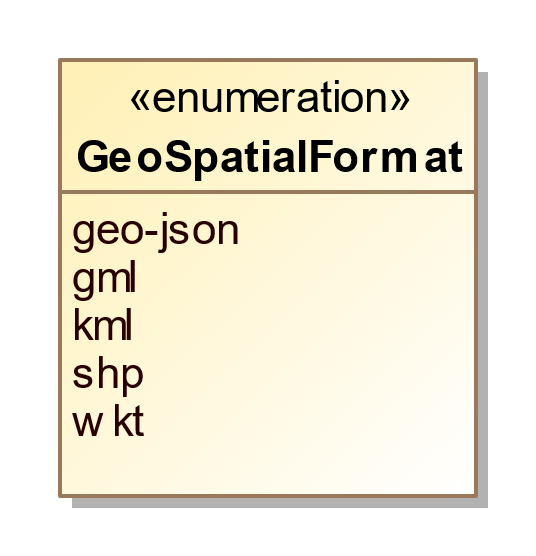 «enumeration»
GeoSpatialFormat
geo-json
gml
kml
shp
wkt